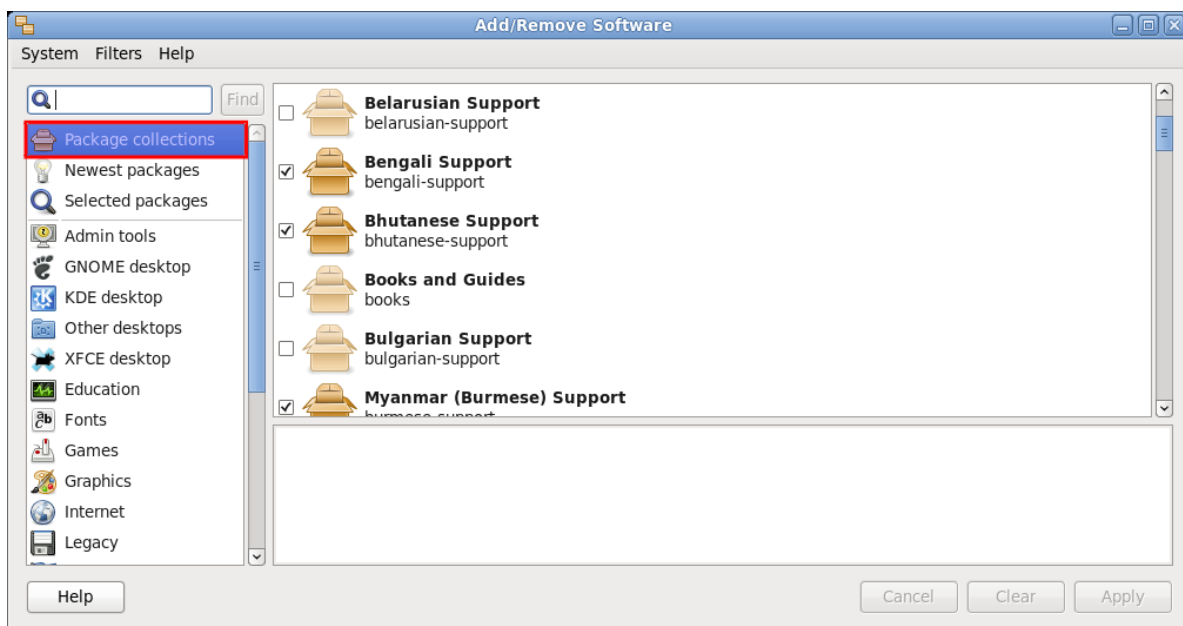 Add/Remove Software
System Filters Help
Find
Package collections
Newest packages
Selected packages
Admin tools
GNOME desktop
KDE desktop
Other desktops
XFCE desktop
Education
Fonts
Games
Graphics
Internet
Legacy
Belarusian Support
belarusian-support
Bengali Support
bengali-support
Bhutanese Support
bhutanese-support
Books and Guides
books
Bulgarian Support
bulgarian-support
Myanmar (Burmese) Support
burmese-support
Help
Cancel
Clear
Apply